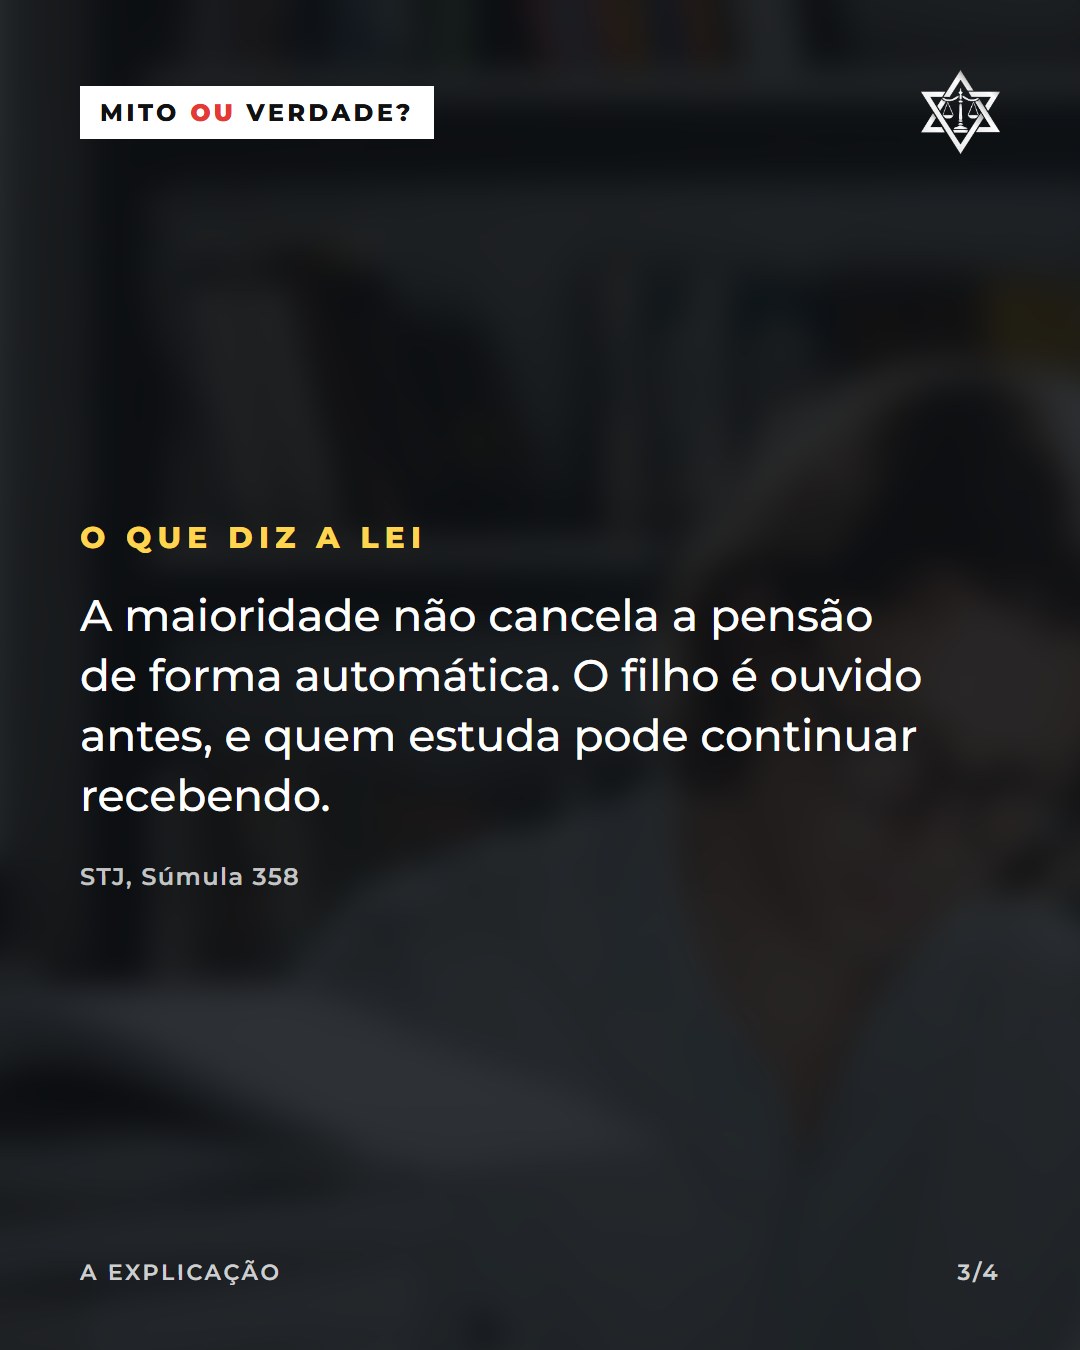 MITO OU VERDADE?
O QUE DIZ A LEI
A maioridade não cancela a pensão
de forma automática. O filho é ouvido
antes, e quem estuda pode continuar
recebendo.
STJ, Súmula 358
A EXPLICAÇÃO
3/4